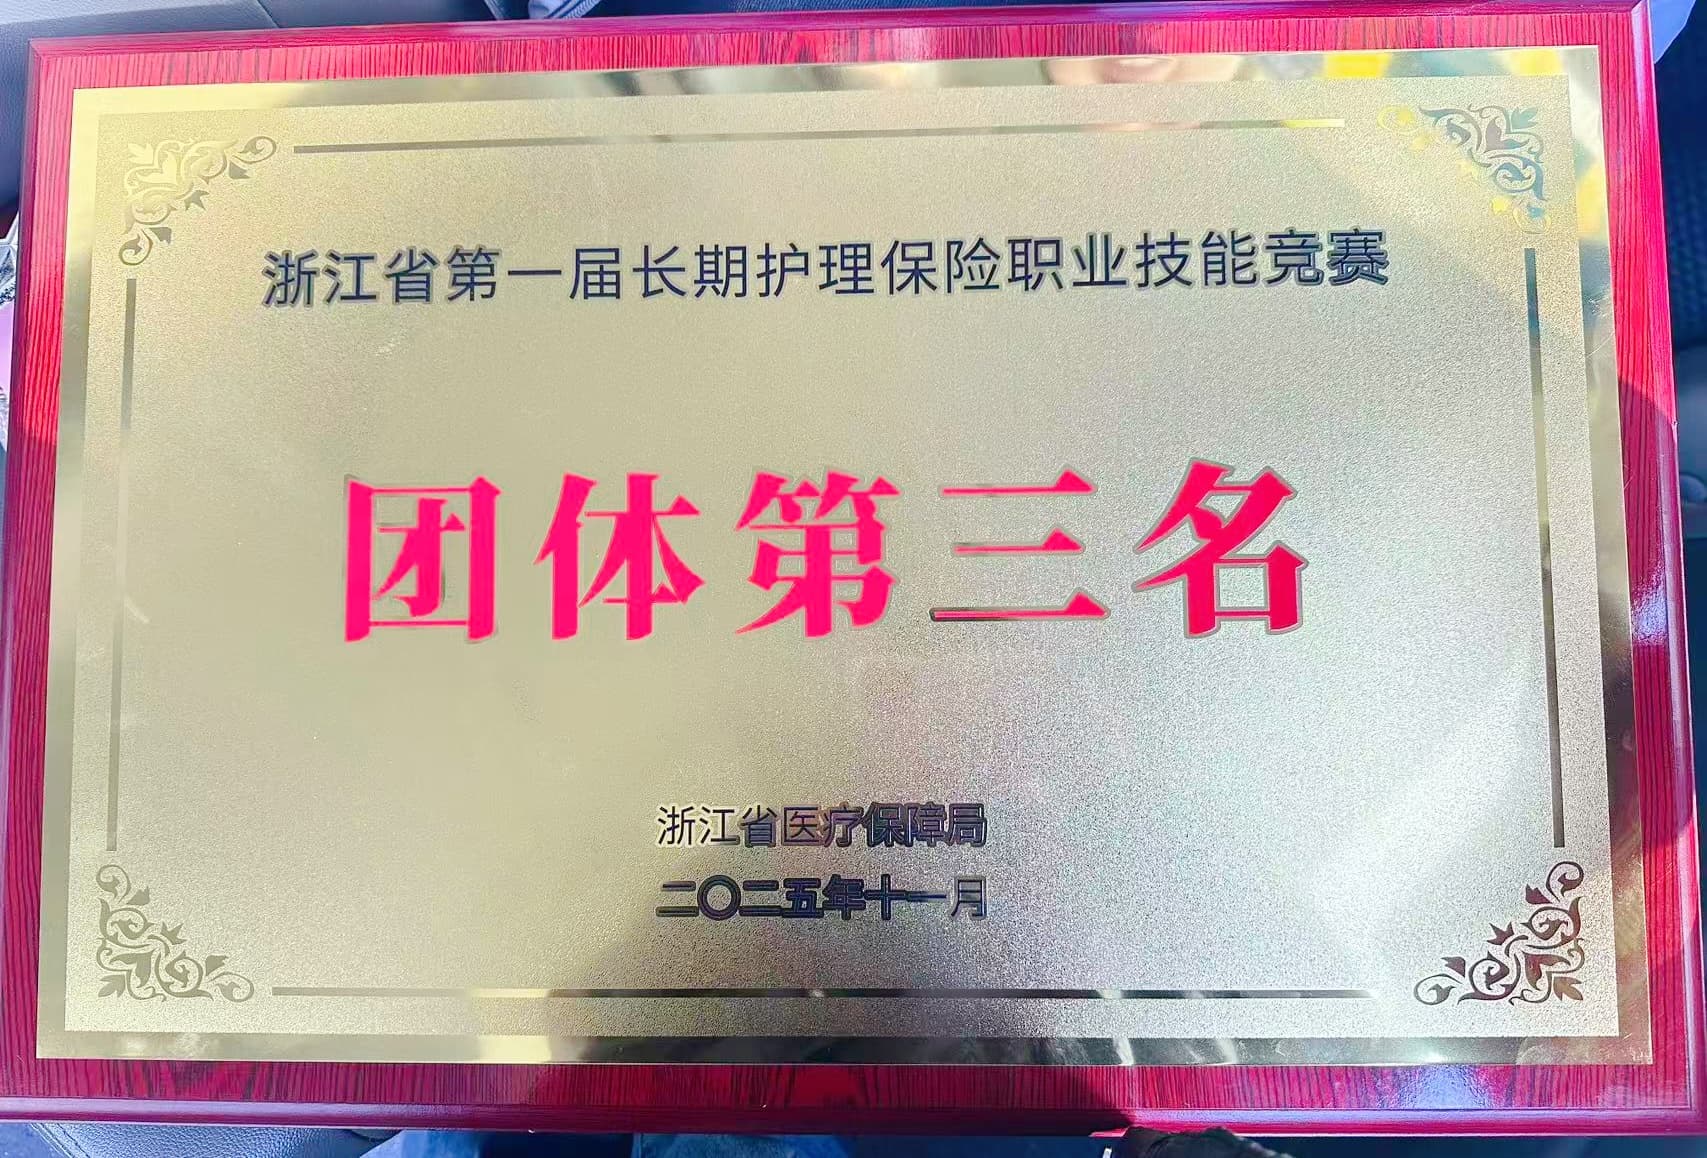 浙江省第一届长期护理保险职业技能竞赛
团体第三名
浙江省医疗保障局
二〇二五年十一月